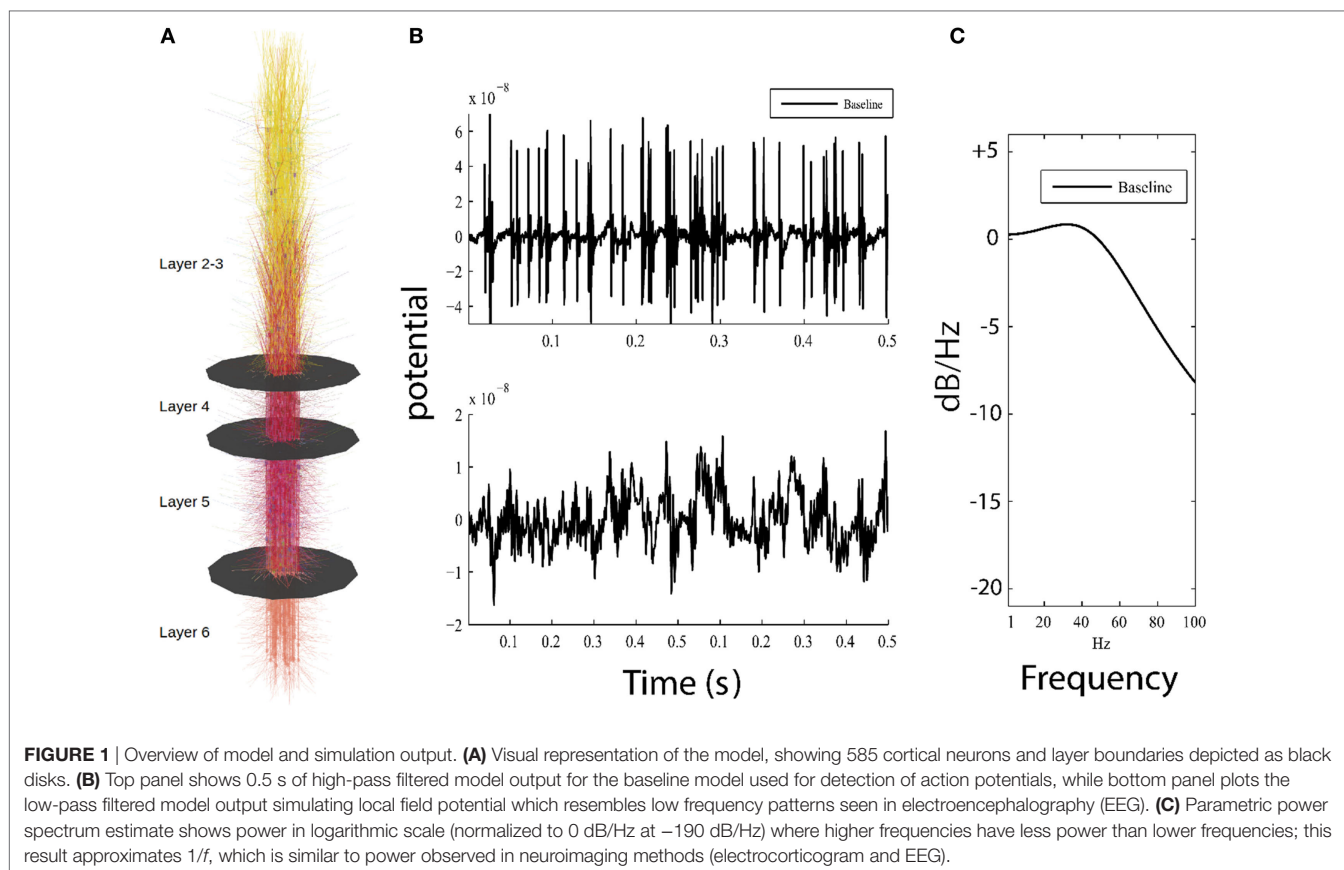 A
B
C
Layer 2-3
Layer 4
Layer 5
Layer 6
potential
x 10⁻⁸
Baseline
6
4
2
0
−2
−4
0.1
0.2
0.3
0.4
0.5
x 10⁻⁸
2
1
0
−1
−2
0.1
0.2
0.3
0.5
0.1
0.2
0.3
0.5
Time (s)
Baseline
dB/Hz
+5
0
-5
-10
-15
-20
1
20
40
60
80
100
Hz
Frequency
FIGURE 1 | Overview of model and simulation output. (A) Visual representation of the model, showing 585 cortical neurons and layer boundaries depicted as black
disks. (B) Top panel shows 0.5 s of high-pass filtered model output for the baseline model used for detection of action potentials, while bottom panel plots the
low-pass filtered model output simulating local field potential which resembles low frequency patterns seen in electroencephalography (EEG). (C) Parametric power
spectrum estimate shows power in logarithmic scale (normalized to 0 dB/Hz at −190 dB/Hz) where higher frequencies have less power than lower frequencies; this
result approximates 1/f, which is similar to power observed in neuroimaging methods (electrocorticogram and EEG).